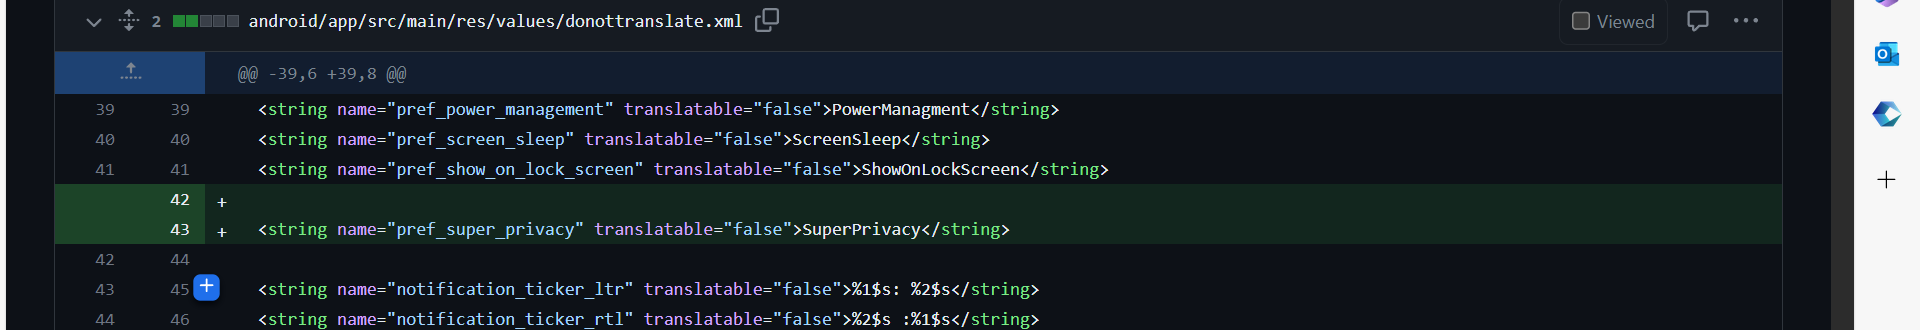 2 android/app/src/main/res/values/donottranslate.xml Viewed
@@ -39,6 +39,8 @@
39 39 <string name="pref_power_management" translatable="false">PowerManagment</string>
40 40 <string name="pref_screen_sleep" translatable="false">ScreenSleep</string>
41 41 <string name="pref_show_on_lock_screen" translatable="false">ShowOnLockScreen</string>
42 +
43 + <string name="pref_super_privacy" translatable="false">SuperPrivacy</string>
42 44
43 45 <string name="notification_ticker_ltr" translatable="false">%1$s: %2$s</string>
44 46 <string name="notification_ticker_rtl" translatable="false">%2$s :%1$s</string>